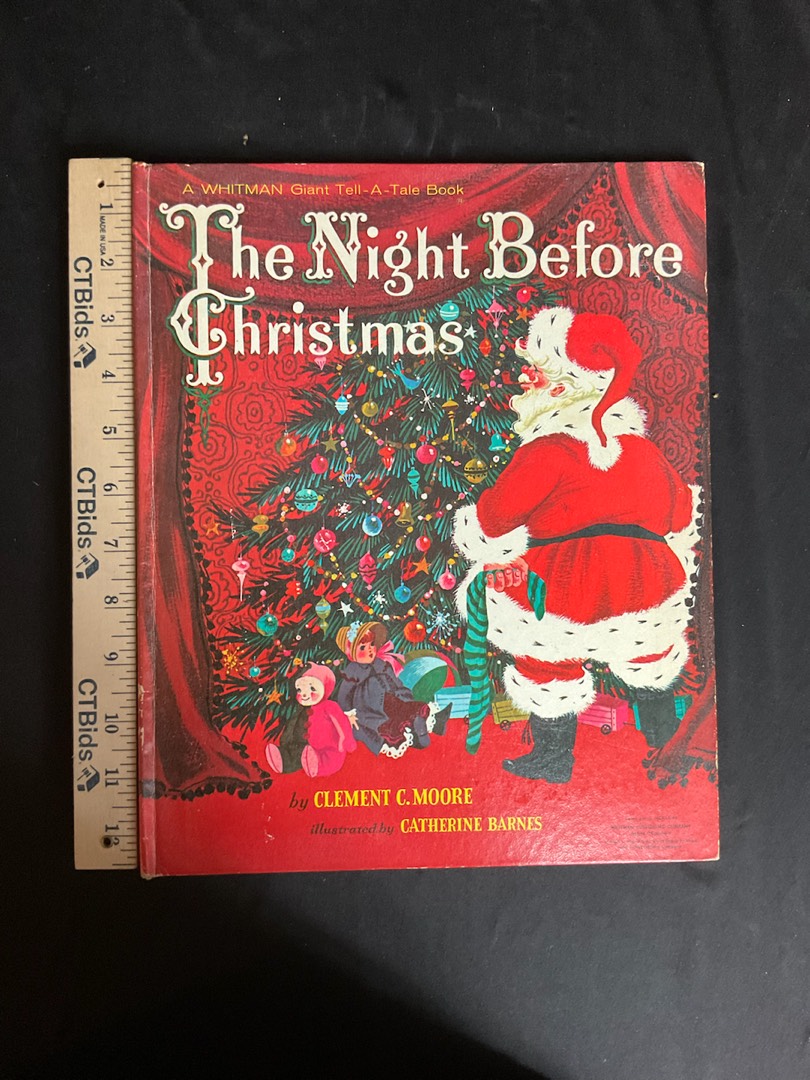 A WHITMAN Giant Tell-A-Tale Book
The Night Before
Christmas
by CLEMENT C. MOORE
illustrated by CATHERINE BARNES
1
MADE IN USA
2
3
4
5
6
7
8
9
10
11
12
CTBids
CTBids
CTBids